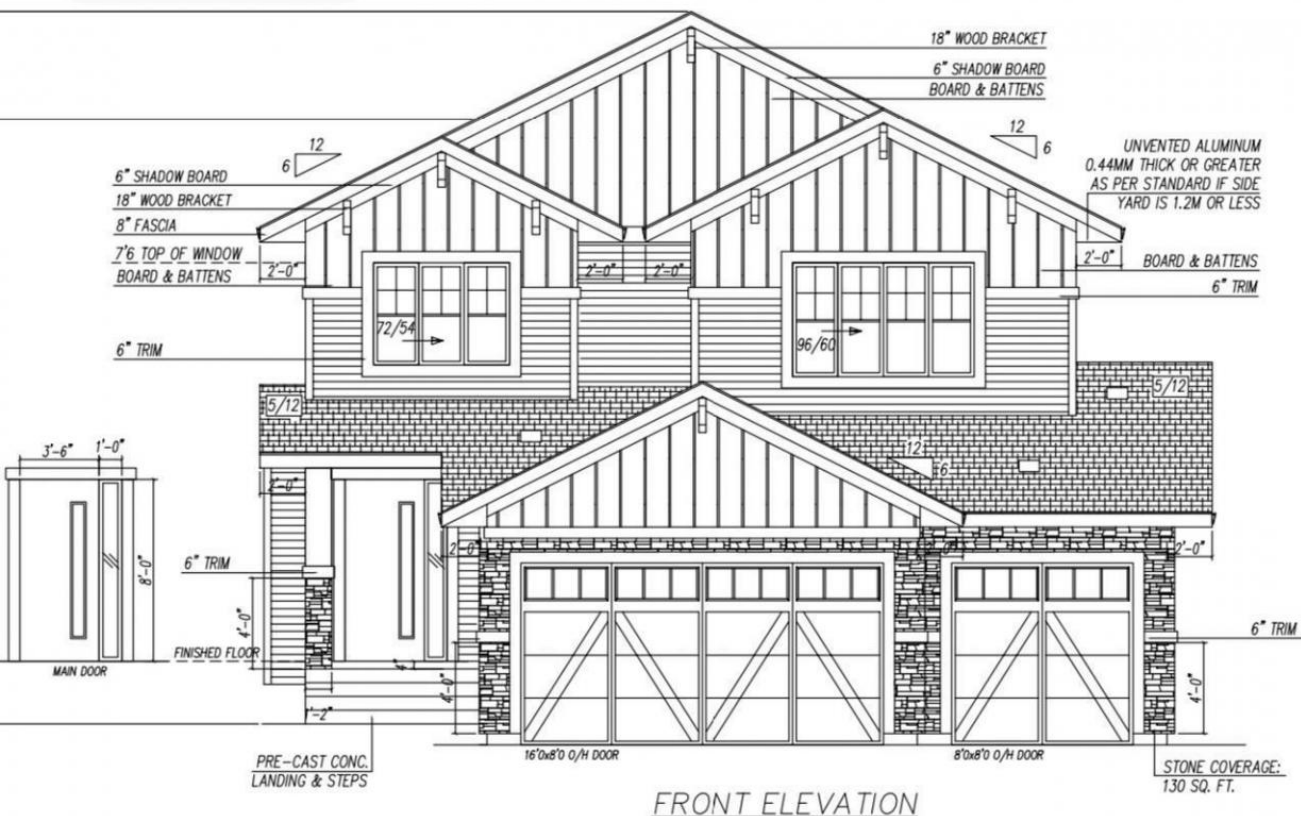 18" WOOD BRACKET
6" SHADOW BOARD
BOARD & BATTENS
12
6
12
6
UNVENTED ALUMINUM
0.44MM THICK OR GREATER
AS PER STANDARD IF SIDE
YARD IS 1.2M OR LESS
6" SHADOW BOARD
18" WOOD BRACKET
8" FASCIA
7'6 TOP OF WINDOW
BOARD & BATTENS
2'-0"
2'-0"
2'-0"
2'-0"
BOARD & BATTENS
6" TRIM
72/54
96/60
6" TRIM
5/12
5/12
3'-6"
1'-0"
12
6
2'-0"
8'-0"
2'-0"
2'-0"
6" TRIM
4'-0"
FINISHED FLOOR
4"
4'-0"
6" TRIM
4'-0"
MAIN DOOR
1'-2"
16'0x8'0 O/H DOOR
8'0x8'0 O/H DOOR
PRE-CAST CONC.
LANDING & STEPS
STONE COVERAGE:
130 SQ. FT.
FRONT ELEVATION